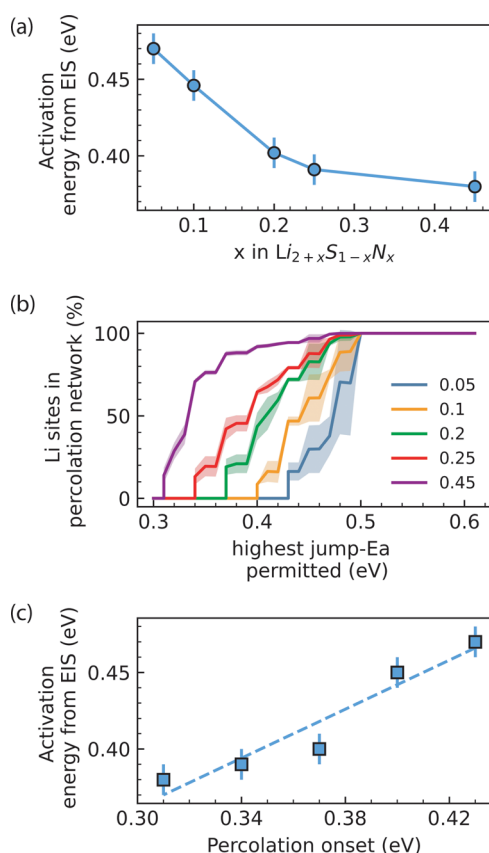 (a)
Activation
energy from EIS (eV)
0.45
0.40
0.1 0.2 0.3 0.4
x in Li₂₊ₓS₁₋ₓNₓ
(b)
Li sites in
percolation network (%)
100
50
0
0.05
0.1
0.2
0.25
0.45
0.3 0.4 0.5 0.6
highest jump-Ea
permitted (eV)
(c)
Activation
energy from EIS (eV)
0.45
0.40
0.30 0.34 0.38 0.42
Percolation onset (eV)